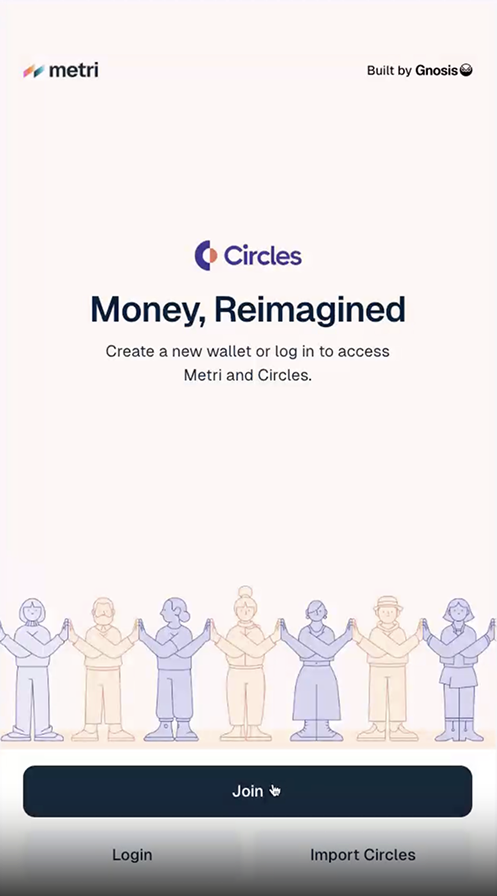 metri
Built by Gnosis
Circles
Money, Reimagined
Create a new wallet or log in to access
Metri and Circles.
Join
Login
Import Circles